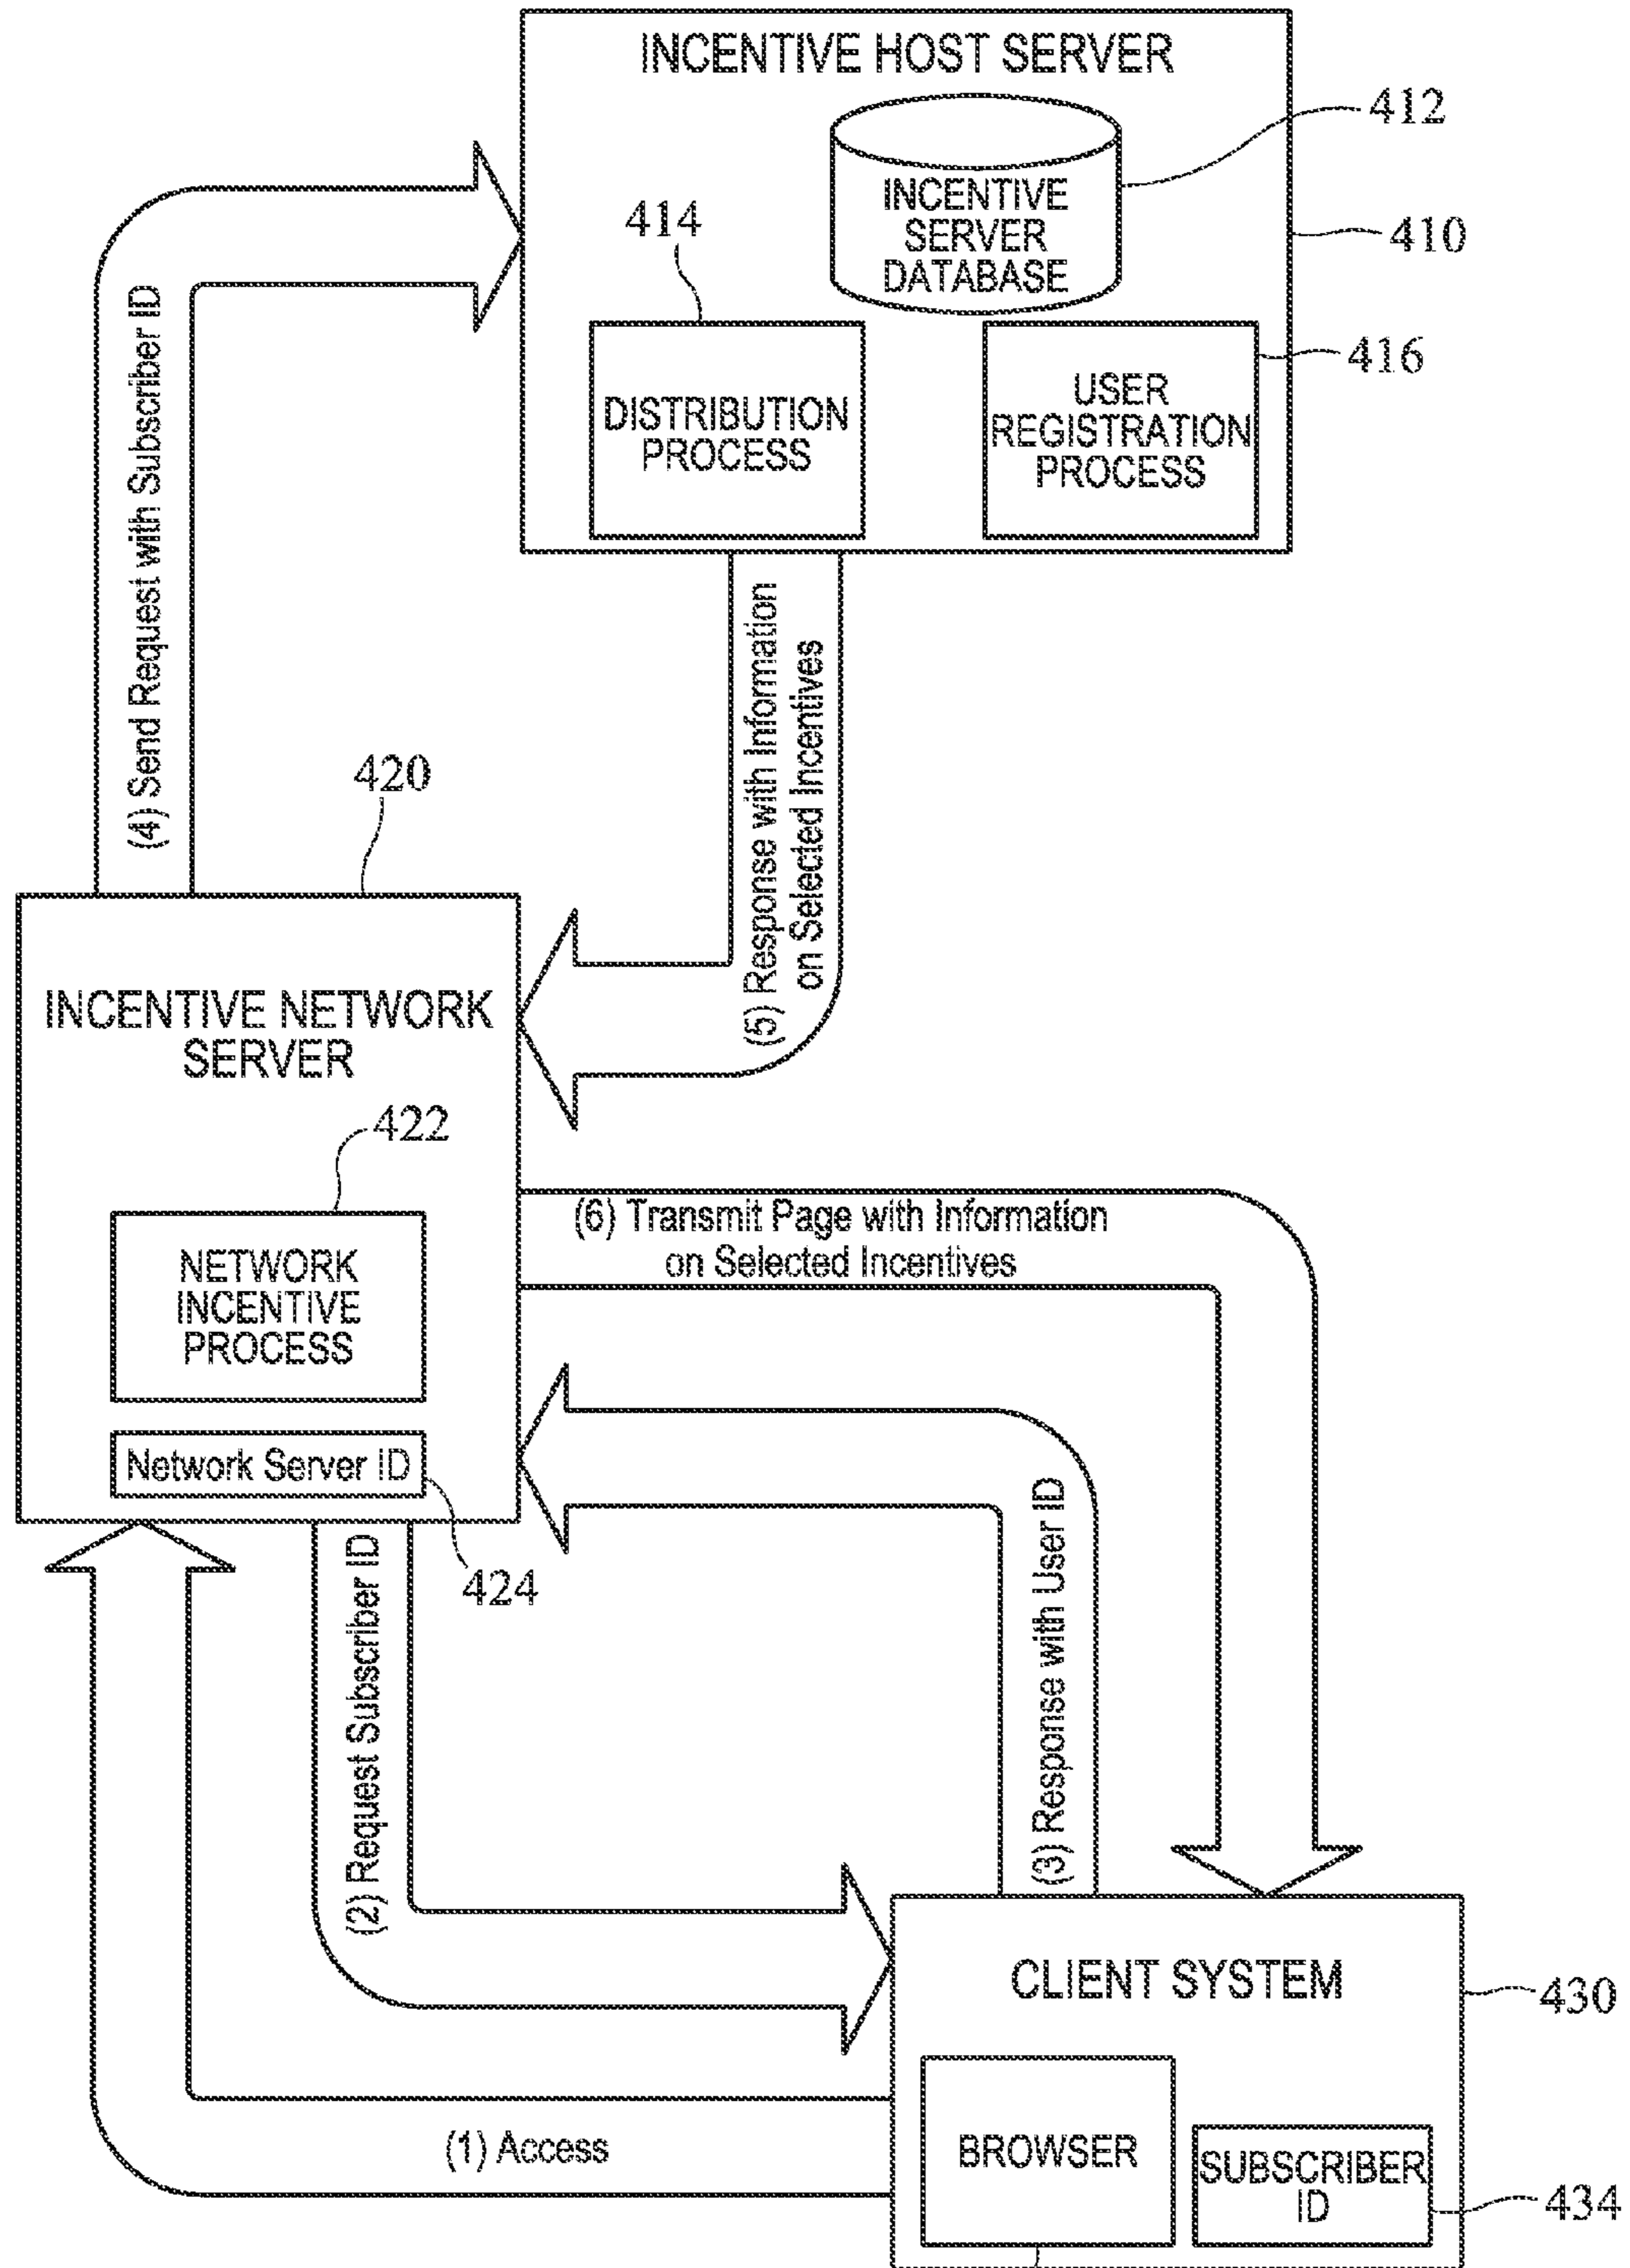 INCENTIVE HOST SERVER
412
INCENTIVE
SERVER
DATABASE
410
414
DISTRIBUTION
PROCESS
416
USER
REGISTRATION
PROCESS
(4) Send Request with Subscriber ID
(5) Response with Information
on Selected Incentives
420
INCENTIVE NETWORK
SERVER
422
NETWORK
INCENTIVE
PROCESS
Network Server ID
424
(6) Transmit Page with Information
on Selected Incentives
(2) Request Subscriber ID
(3) Response with User ID
CLIENT SYSTEM
430
(1) Access
BROWSER
SUBSCRIBER
ID
434